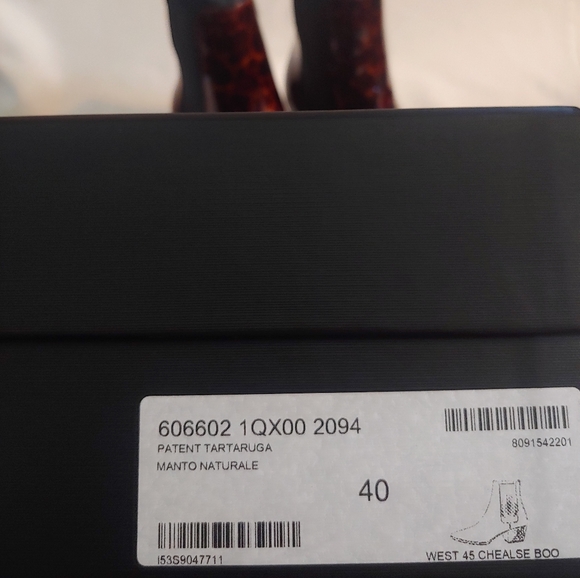 606602 1QX00 2094
PATENT TARTARUGA
MANTO NATURALE
8091542201
40
I53S9047711
WEST 45 CHEALSE BOO